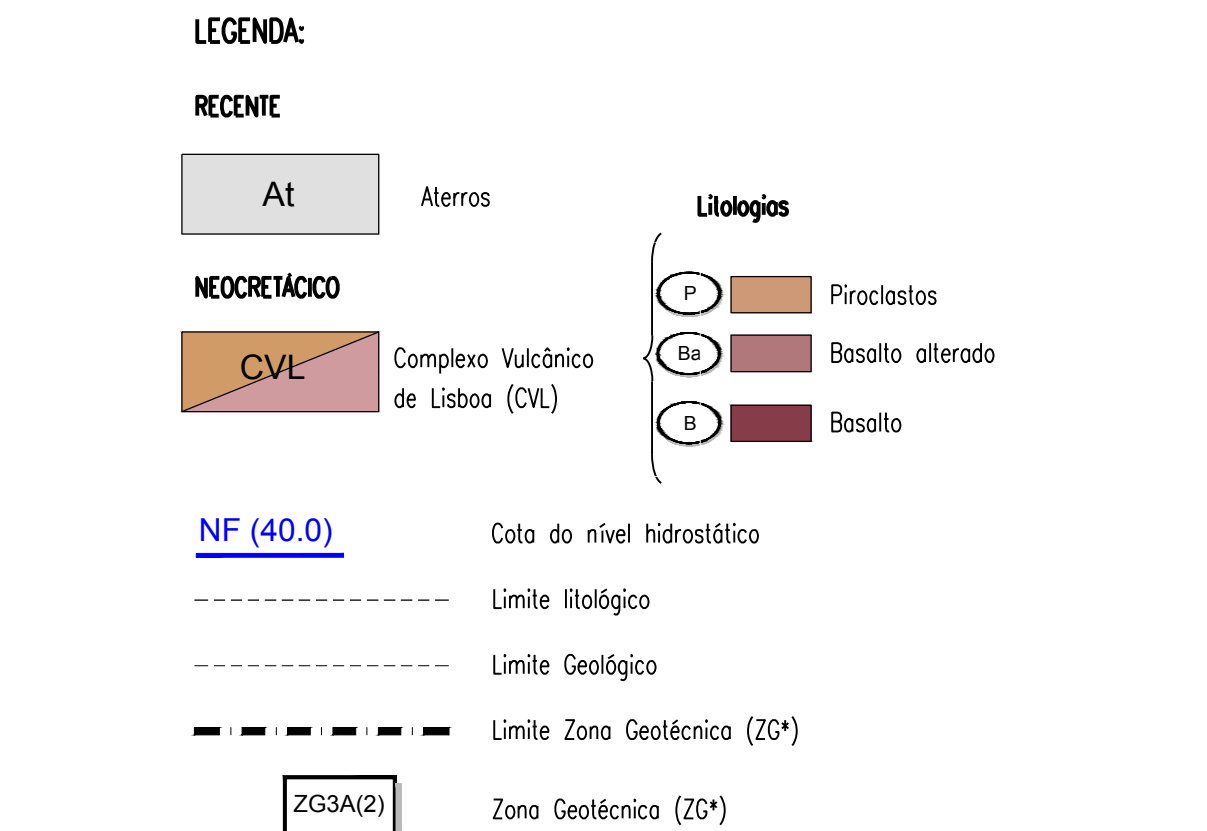 LEGENDA:
RECENTE
At
Aterros
NEOCRETÁCICO
CVL
Complexo Vulcânico
de Lisboa (CVL)
Litologias
P
Piroclastos
Ba
Basalto alterado
B
Basalto
NF (40.0)
Cota do nível hidrostático
Limite litológico
Limite Geológico
Limite Zona Geotécnica (ZG*)
ZG3A(2)
Zona Geotécnica (ZG*)